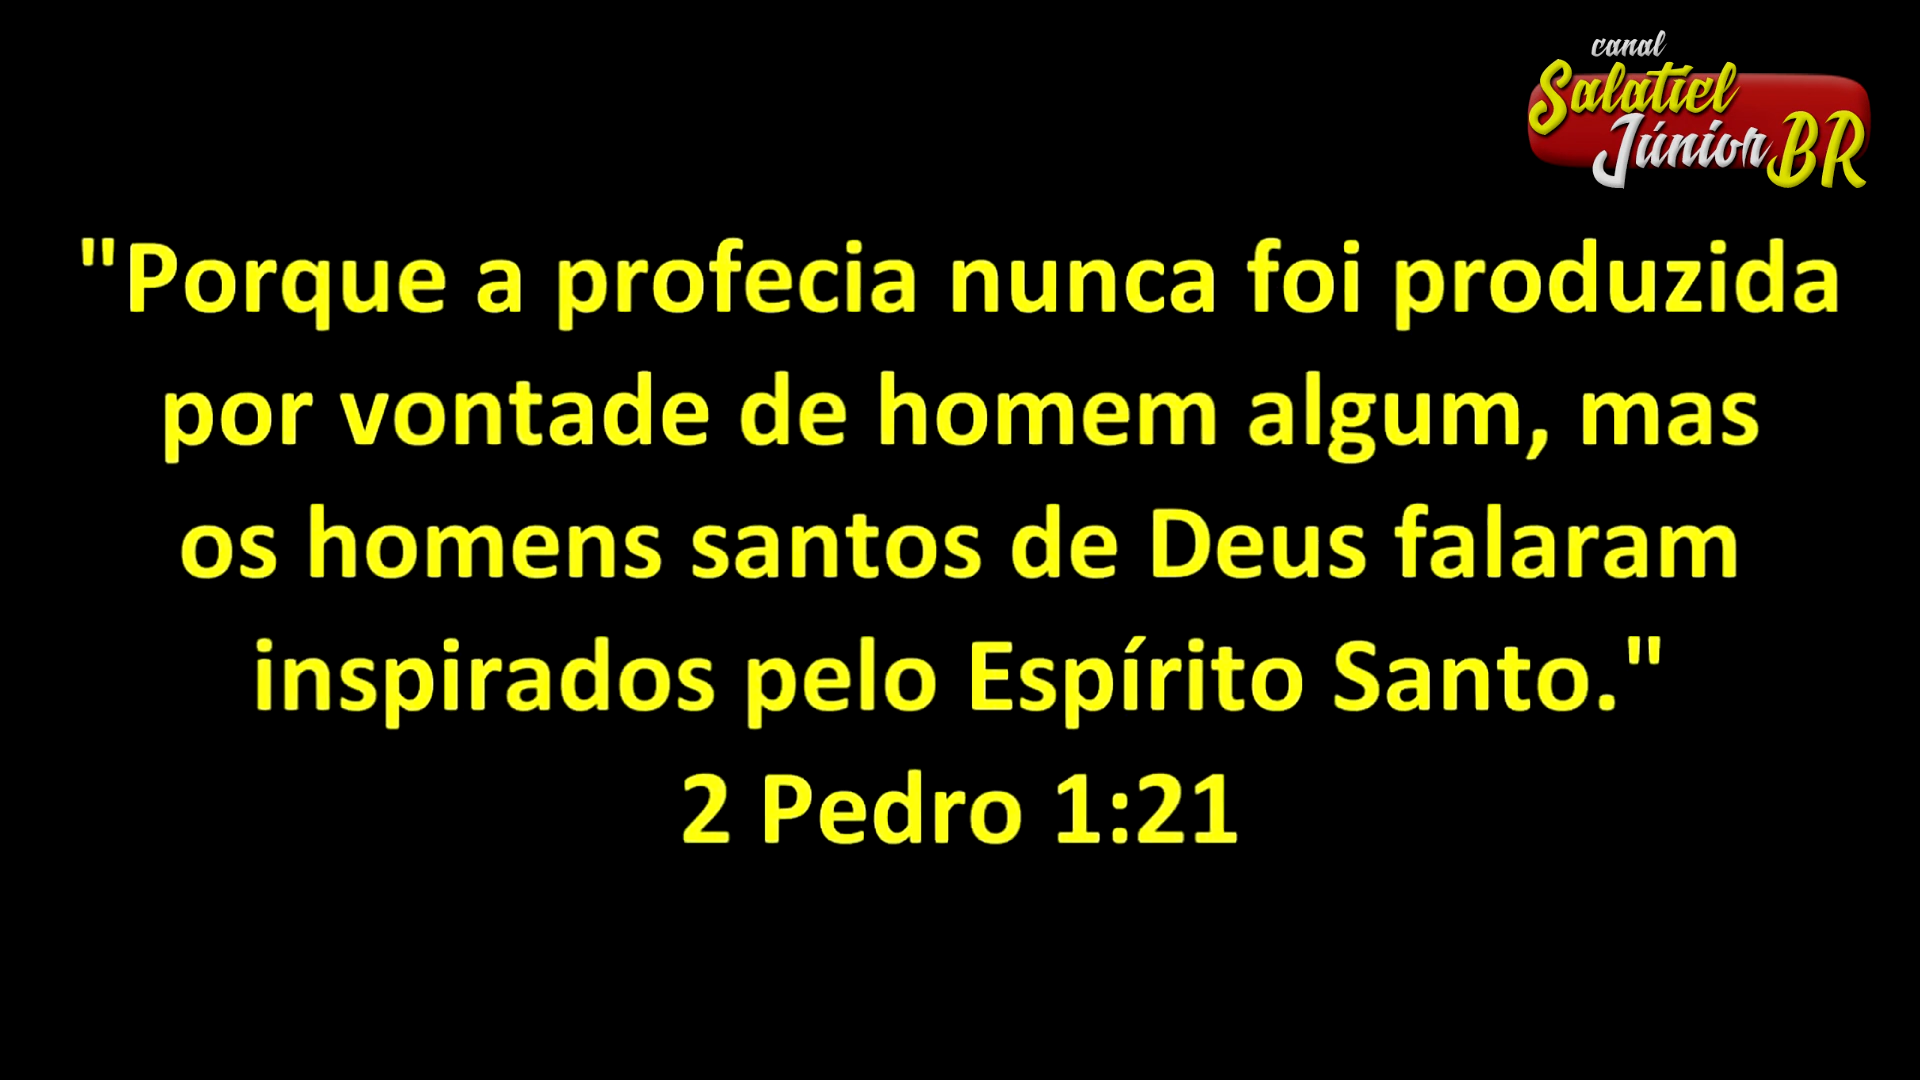 canal
Salatiel
Júnior BR
"Porque a profecia nunca foi produzida
por vontade de homem algum, mas
os homens santos de Deus falaram
inspirados pelo Espírito Santo."
2 Pedro 1:21